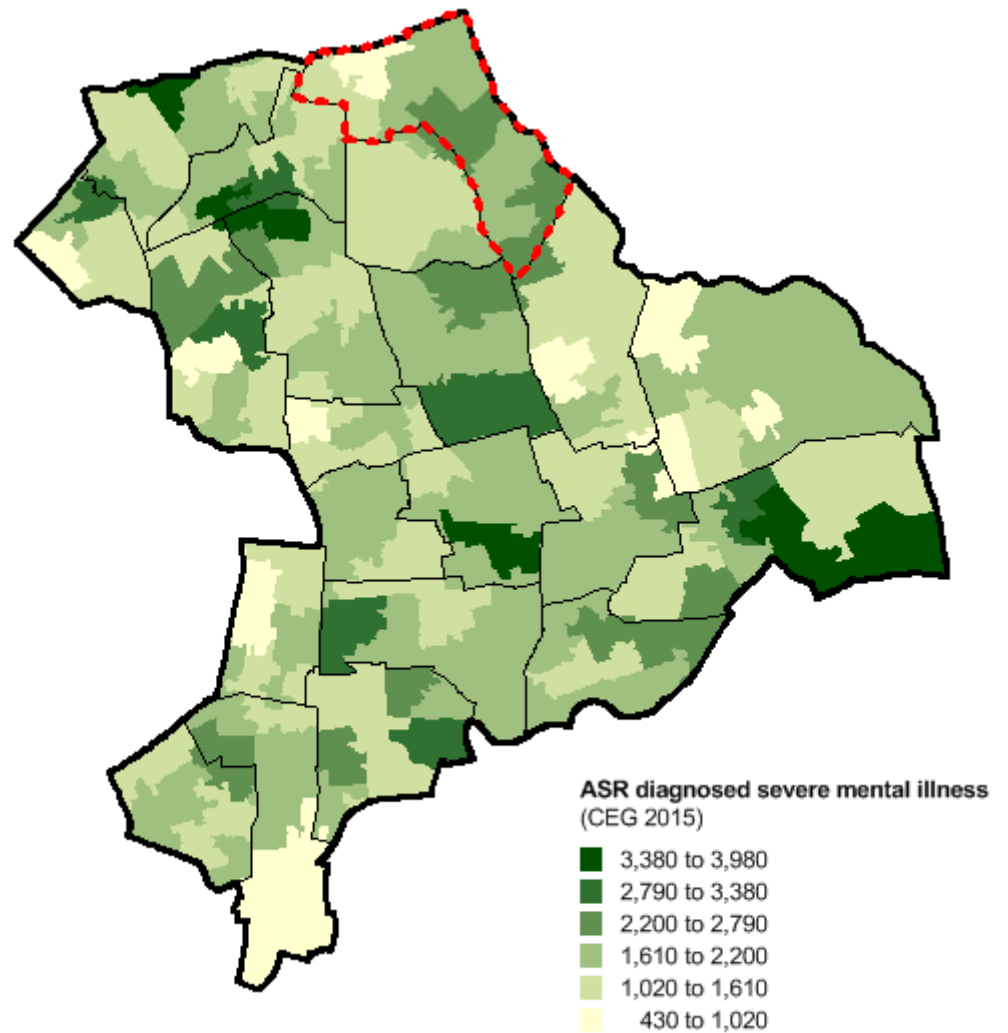 ASR diagnosed severe mental illness
(CEG 2015)
3,380 to 3,980
2,790 to 3,380
2,200 to 2,790
1,610 to 2,200
1,020 to 1,610
430 to 1,020